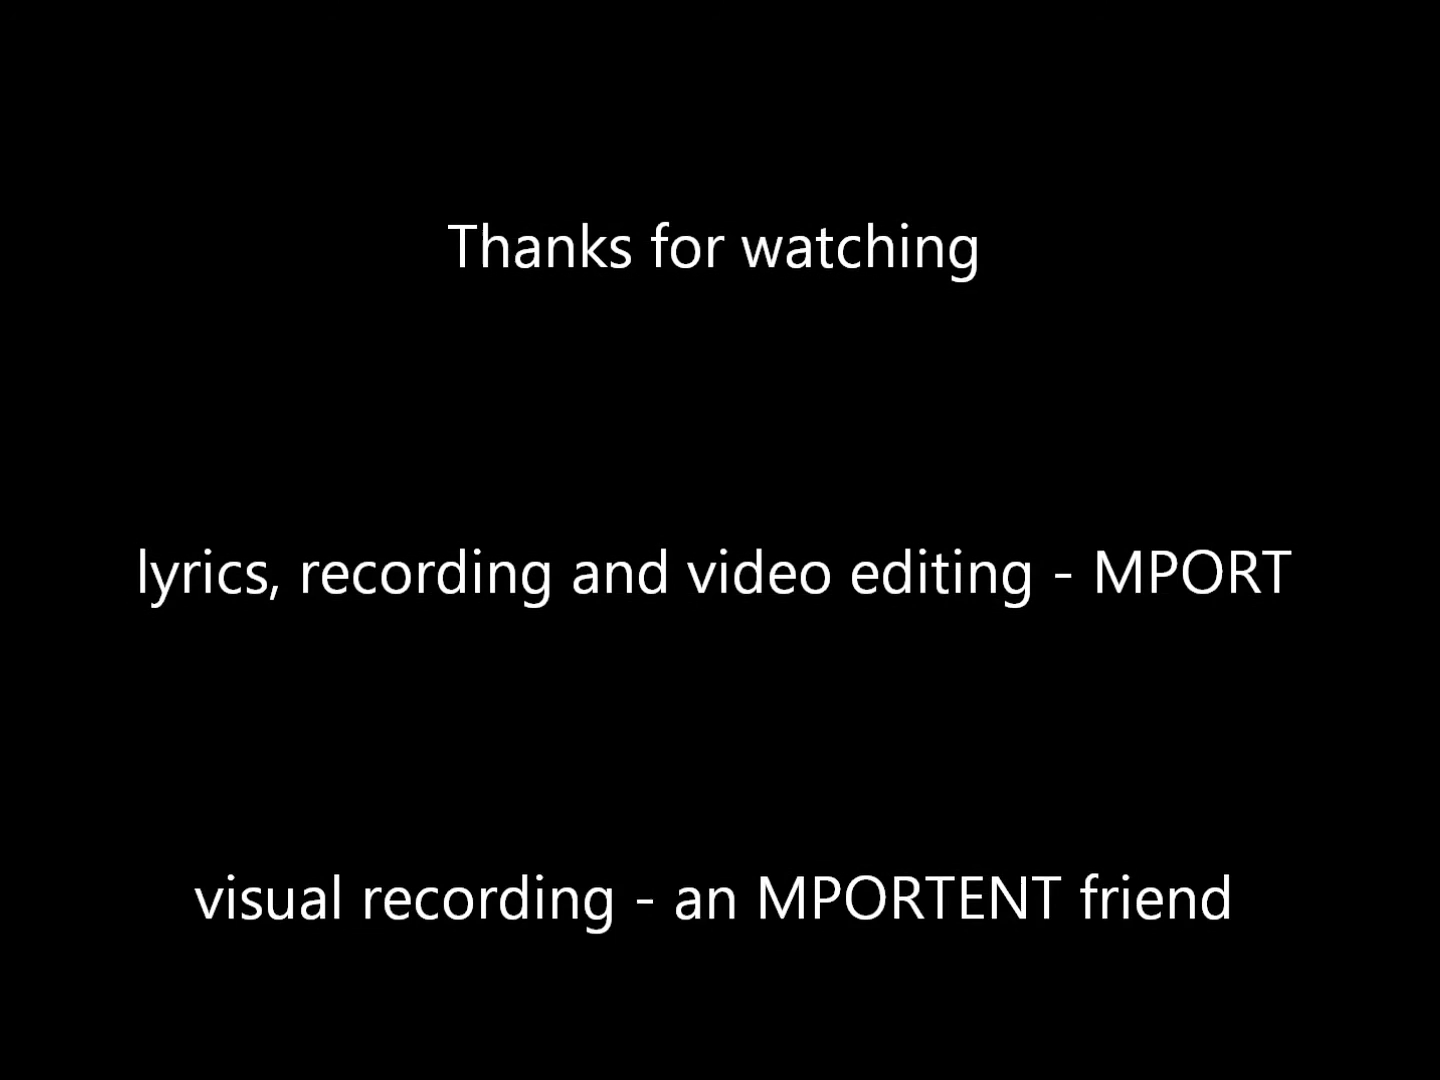 Thanks for watching
lyrics, recording and video editing - MPORT
visual recording - an MPORTENT friend